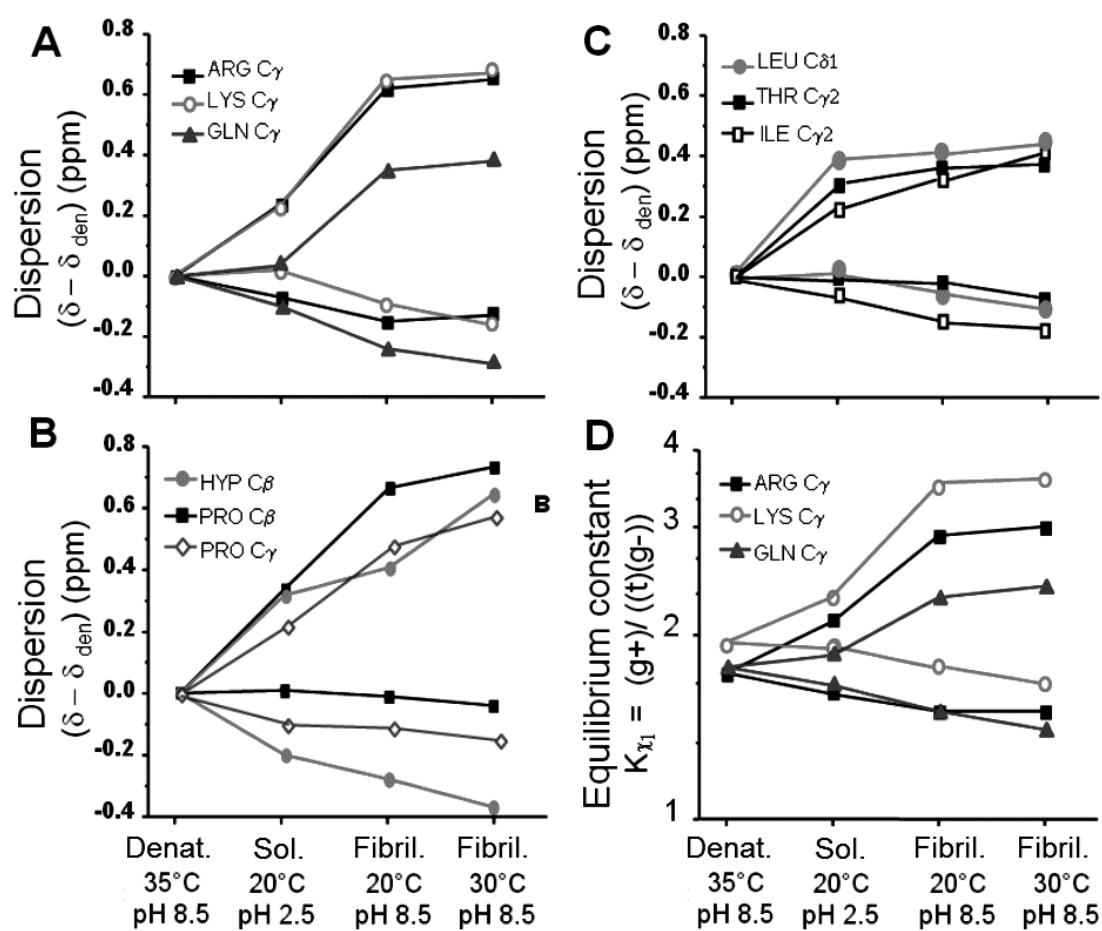 A
0.8
0.6
0.4
0.2
0.0
-0.2
-0.4
Dispersion
(δ – δ den) (ppm)
ARG Cγ
LYS Cγ
GLN Cγ
C
0.8
0.6
0.4
0.2
0.0
-0.2
-0.4
Dispersion
(δ – δ den) (ppm)
LEU Cδ1
THR Cγ2
ILE Cγ2
B
0.8
0.6
0.4
0.2
0.0
-0.2
-0.4
Dispersion
(δ – δ den) (ppm)
HYP Cβ
PRO Cβ
PRO Cγ
B
Denat.
35°C
pH 8.5
Sol.
20°C
pH 2.5
Fibril.
20°C
pH 8.5
Fibril.
30°C
pH 8.5
D
4
3
2
1
Equilibrium constant
Kχ1 = (g+)/ ((t)(g-))
ARG Cγ
LYS Cγ
GLN Cγ
Denat.
35°C
pH 8.5
Sol.
20°C
pH 2.5
Fibril.
20°C
pH 8.5
Fibril.
30°C
pH 8.5